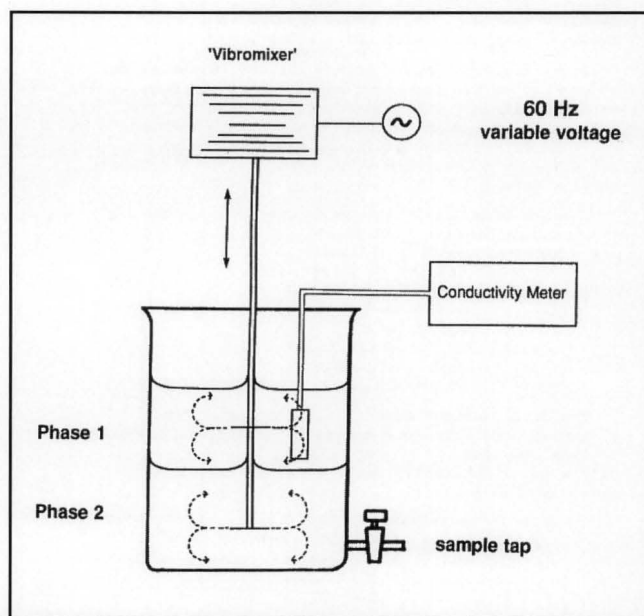 'Vibromixer'
60 Hz
variable voltage
Conductivity Meter
Phase 1
Phase 2
sample tap